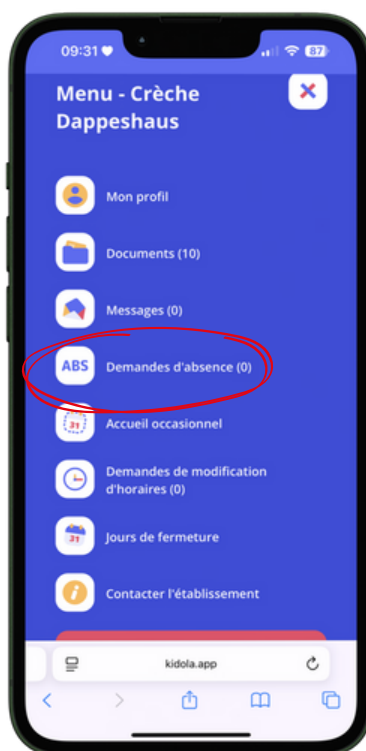 09:31
87
Menu - Crèche
Dappeshaus
Mon profil
Documents (10)
Messages (0)
ABS Demandes d'absence (0)
31 Accueil occasionnel
Demandes de modification
d'horaires (0)
31 Jours de fermeture
Contacter l'établissement
kidola.app